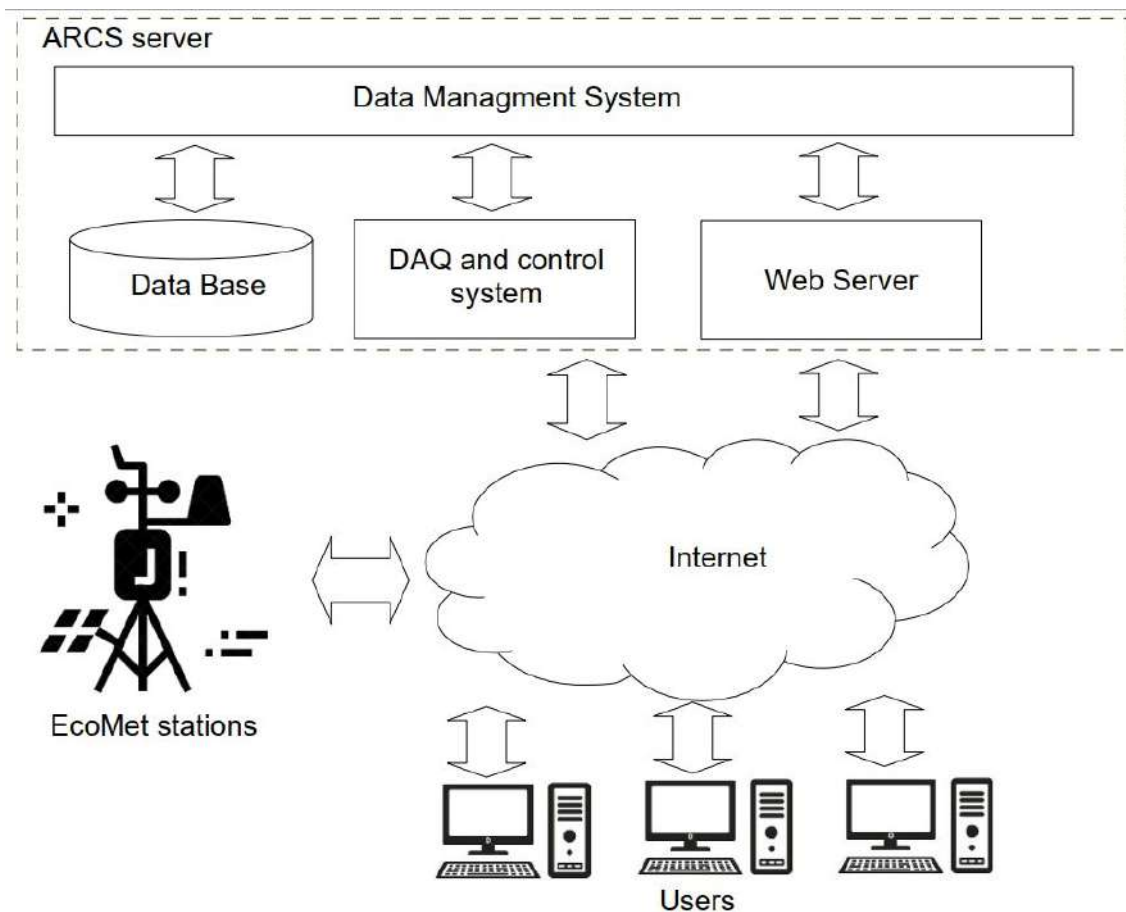 ARCS server
Data Managment System
Data Base
DAQ and control
system
Web Server
Internet
EcoMet stations
Users